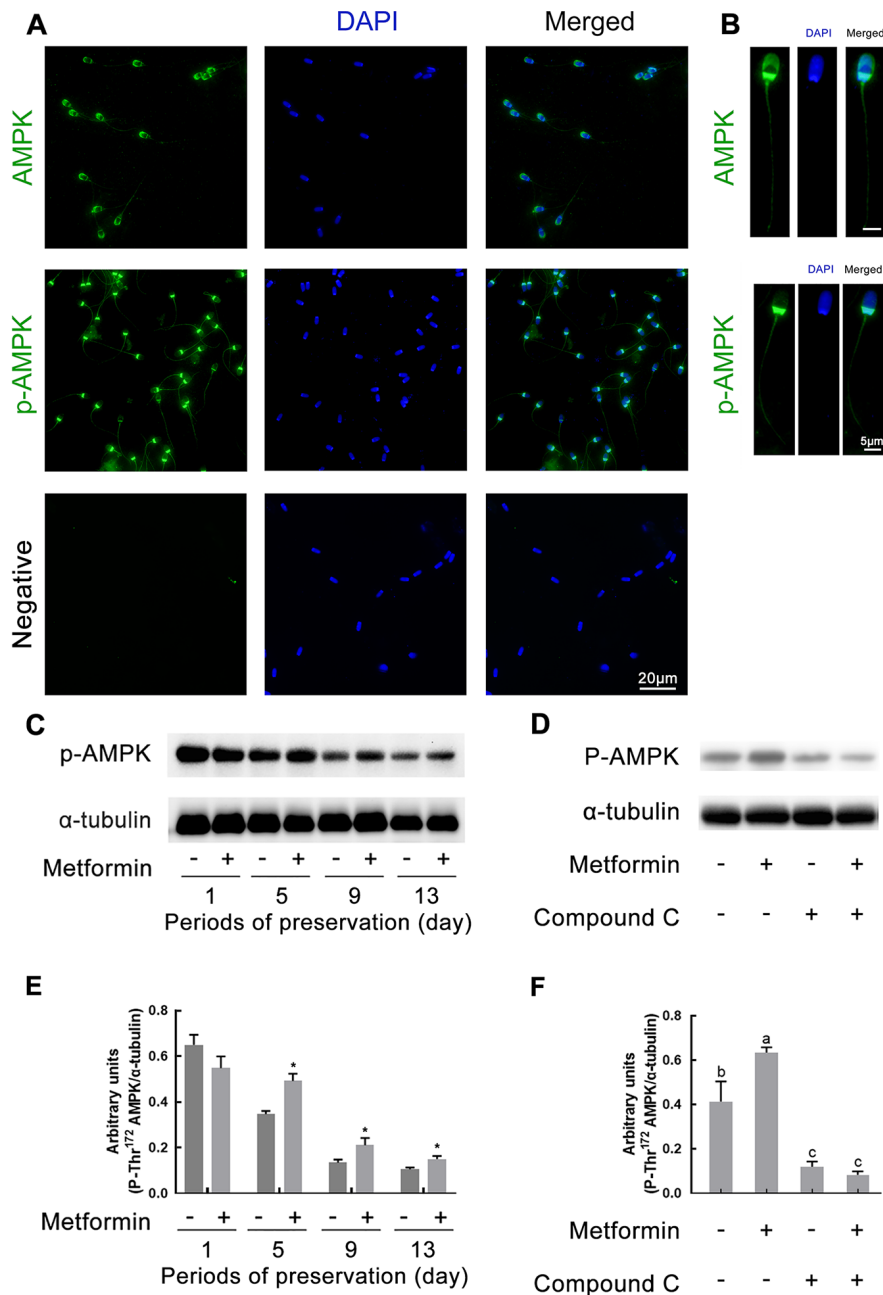 A
DAPI
Merged
B
DAPI
Merged
AMPK
AMPK
p-AMPK
DAPI
Merged
p-AMPK
5µm
Negative
20µm
C
p-AMPK
α-tubulin
Metformin - + - + - + - +
1 5 9 13
Periods of preservation (day)
D
P-AMPK
α-tubulin
Metformin - + - +
Compound C - - + +
E
Arbitrary units
(P-Thr¹⁷² AMPK/α-tubulin)
0.8
0.6
0.4
0.2
0.0
*
*
*
Metformin - + - + - + - +
1 5 9 13
Periods of preservation (day)
F
Arbitrary units
(P-Thr¹⁷² AMPK/α-tubulin)
0.8
0.6
0.4
0.2
0.0
b a c c
Metformin - + - +
Compound C - - + +